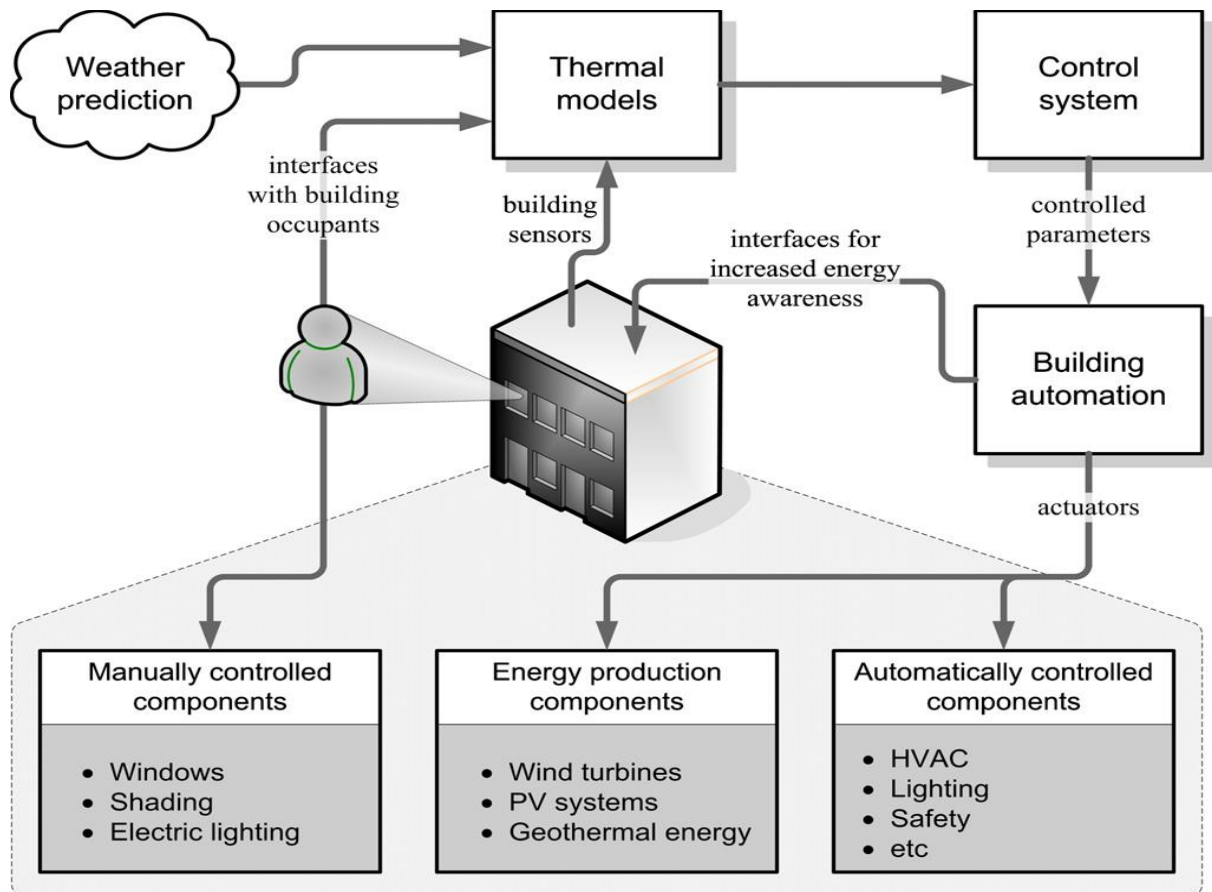 Weather
prediction
Thermal
models
Control
system
interfaces
with building
occupants
building
sensors
interfaces for
increased energy
awareness
controlled
parameters
Building
automation
actuators
Manually controlled
components
• Windows
• Shading
• Electric lighting
Energy production
components
• Wind turbines
• PV systems
• Geothermal energy
Automatically controlled
components
• HVAC
• Lighting
• Safety
• etc